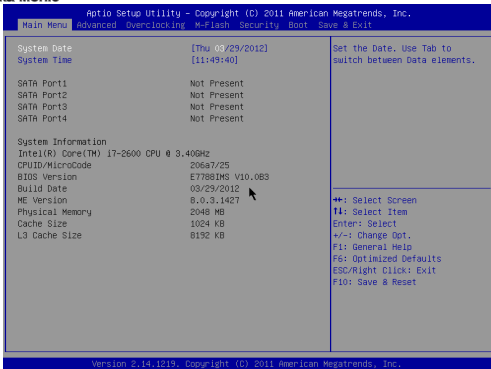 Aptio Setup Utility – Copyright (C) 2011 American Megatrends, Inc.
Main Menu Advanced Overclocking M-Flash Security Boot Save & Exit
System Date [Thu 03/29/2012]
System Time [11:49:40]
SATA Port1 Not Present
SATA Port2 Not Present
SATA Port3 Not Present
SATA Port4 Not Present
System Information
Intel(R) Core(TM) i7-2600 CPU @ 3.40GHz
CPUID/MicroCode 206a7/25
BIOS Version E7788IMS V10.0B3
Build Date 03/29/2012
ME Version 8.0.3.1427
Physical Memory 2048 MB
Cache Size 1024 KB
L3 Cache Size 8192 KB
Set the Date. Use Tab to
switch between Data elements.
→←: Select Screen
↑↓: Select Item
Enter: Select
+/-: Change Opt.
F1: General Help
F6: Optimized Defaults
ESC/Right Click: Exit
F10: Save & Reset
Version 2.14.1219. Copyright (C) 2011 American Megatrends, Inc.